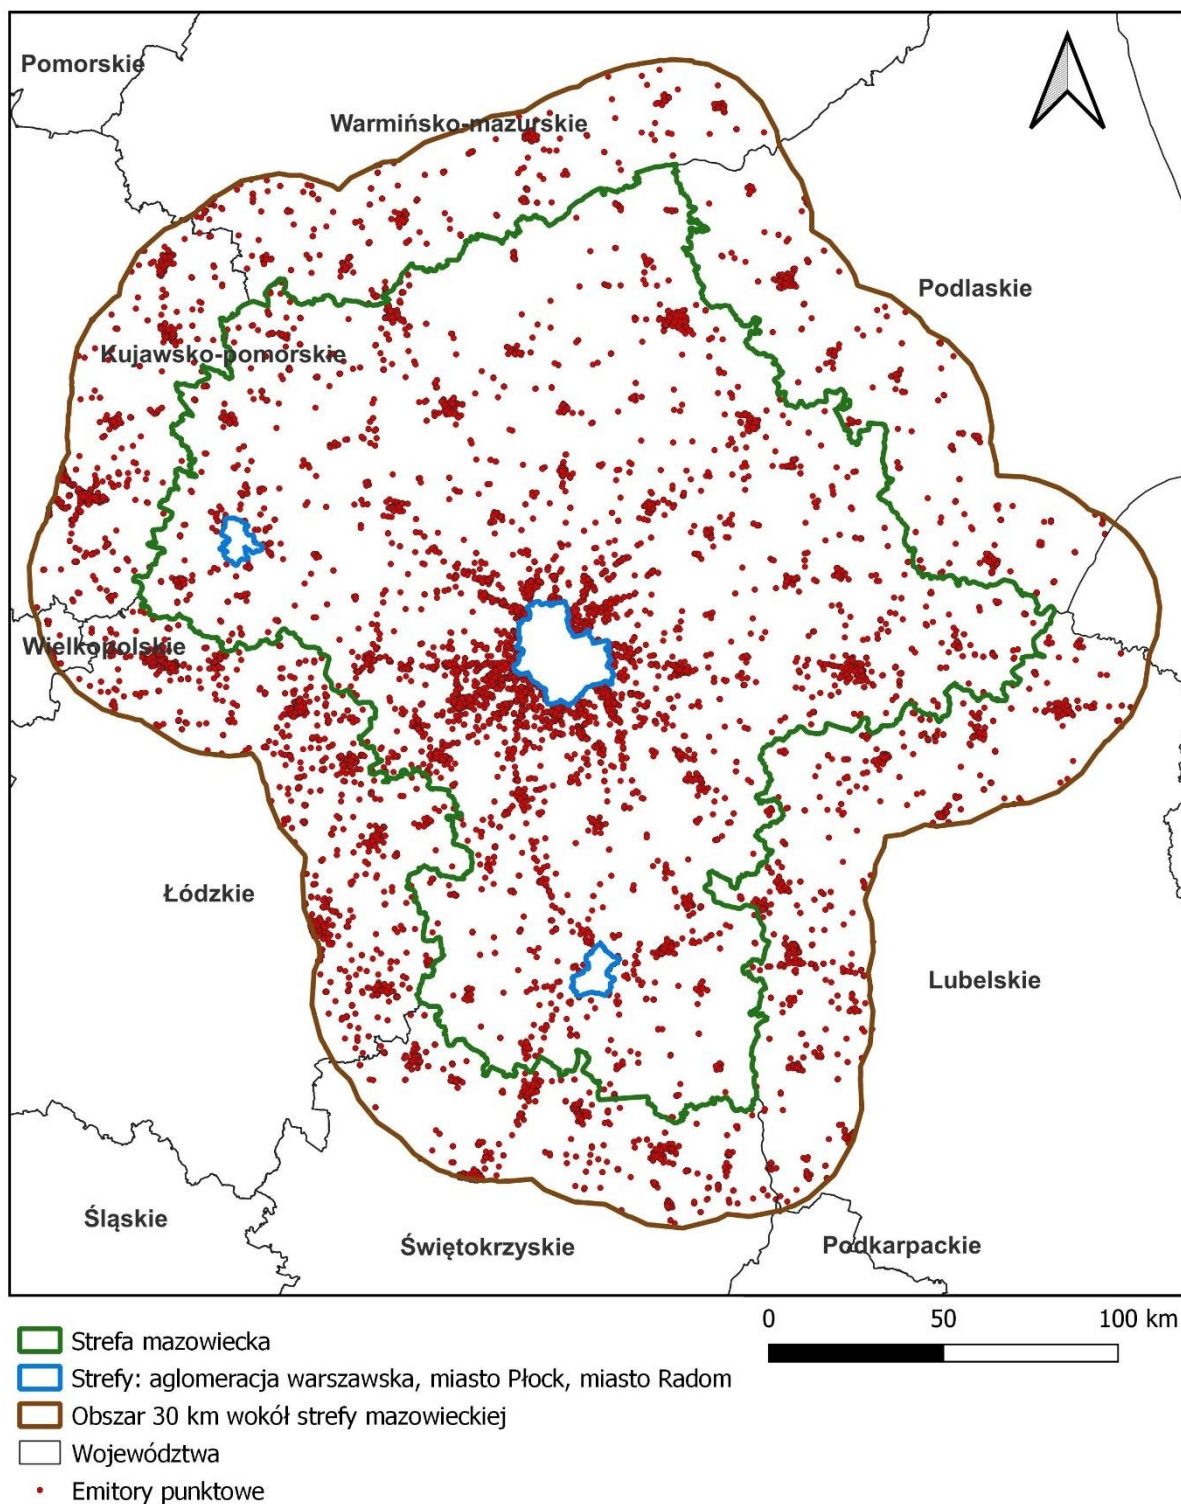 Pomorskie
Warmińsko-mazurskie
Podlaskie
Kujawsko-pomorskie
Wielkopolskie
Łódzkie
Lubelskie
Śląskie
Świętokrzyskie
Podkarpackie
0 50 100 km
Strefa mazowiecka
Strefy: aglomeracja warszawska, miasto Płock, miasto Radom
Obszar 30 km wokół strefy mazowieckiej
Województwa
Emitory punktowe